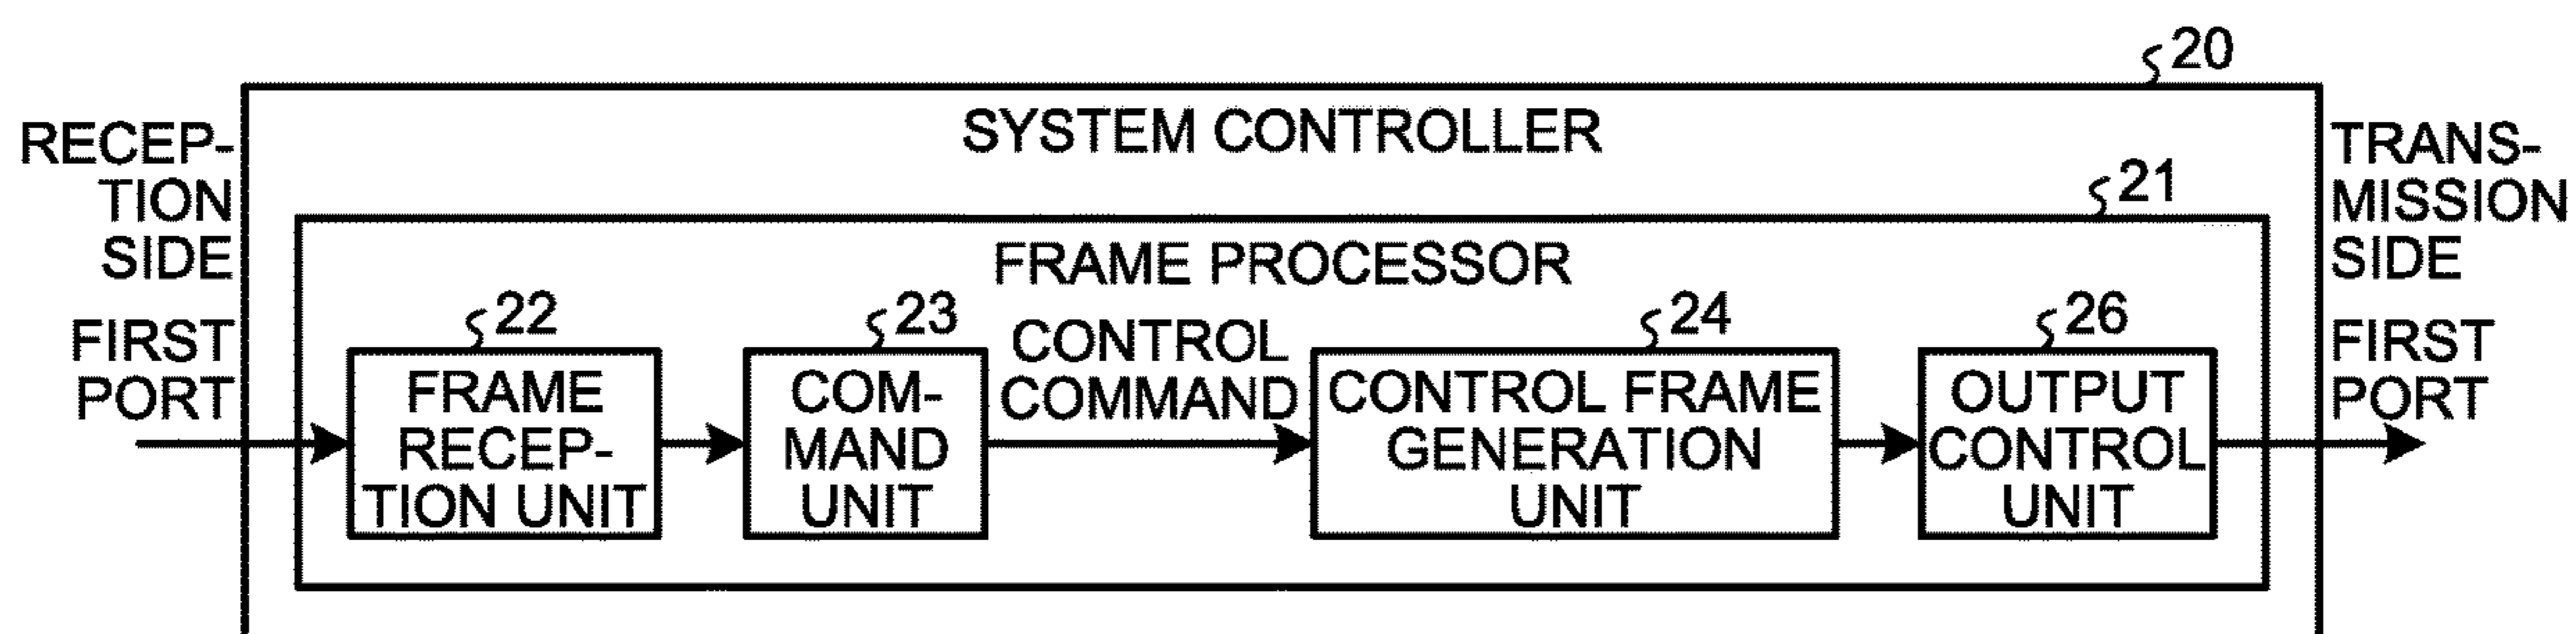 20
SYSTEM CONTROLLER
RECEP-
TION
SIDE
TRANS-
MISSION
SIDE
21
FRAME PROCESSOR
FIRST
PORT
22
FRAME
RECEP-
TION UNIT
23
COM-
MAND
UNIT
CONTROL
COMMAND
24
CONTROL FRAME
GENERATION
UNIT
26
OUTPUT
CONTROL
UNIT
FIRST
PORT